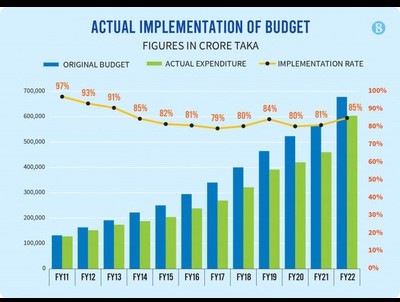 ACTUAL IMPLEMENTATION OF BUDGET
FIGURES IN CRORE TAKA
ORIGINAL BUDGET ACTUAL EXPENDITURE IMPLEMENTATION RATE
97% 93% 91% 85% 82% 81% 79% 80% 84% 80% 81% 85%
700,000 100%
600,000 90%
80%
500,000 70%
400,000 60%
50%
300,000 40%
200,000 30%
20%
100,000 10%
0 0%
FY11 FY12 FY13 FY14 FY15 FY16 FY17 FY18 FY19 FY20 FY21 FY22